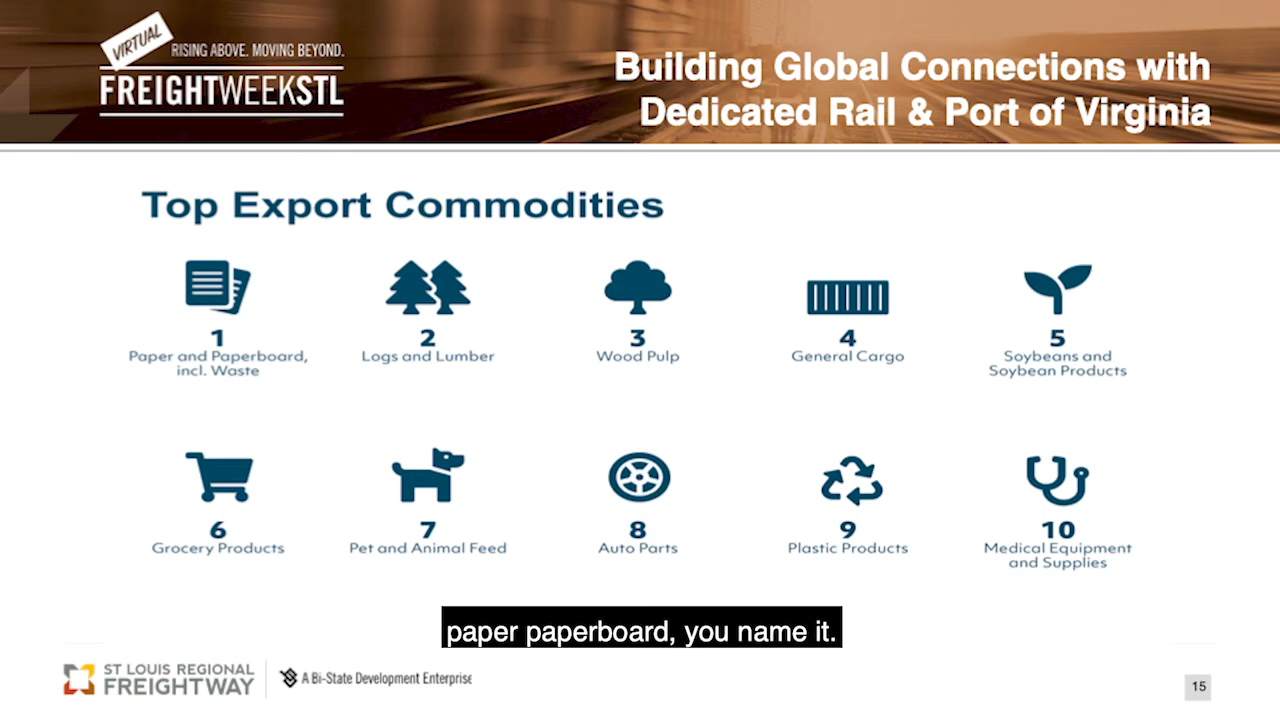 VIRTUAL
RISING ABOVE. MOVING BEYOND.
FREIGHTWEEKSTL
Building Global Connections with
Dedicated Rail & Port of Virginia
Top Export Commodities
1
Paper and Paperboard,
incl. Waste
2
Logs and Lumber
3
Wood Pulp
4
General Cargo
5
Soybeans and
Soybean Products
6
Grocery Products
7
Pet and Animal Feed
8
Auto Parts
9
Plastic Products
10
Medical Equipment
and Supplies
paper paperboard, you name it.
ST LOUIS REGIONAL
FREIGHTWAY
A Bi-State Development Enterprise
15